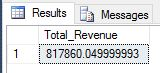 Results Messages
Total_Revenue
1 817860.049999993